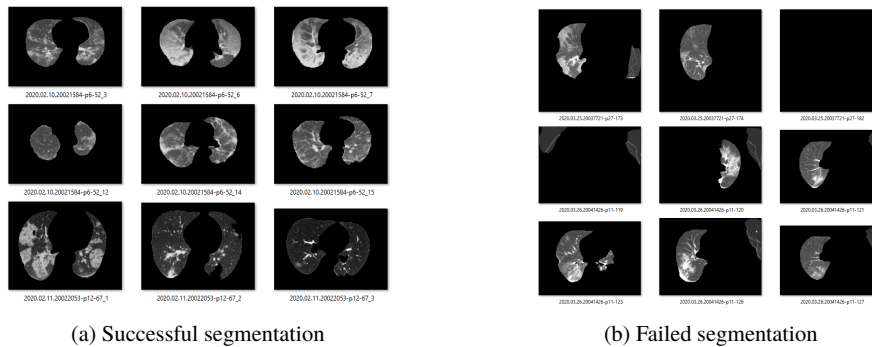 2020.02.10.20021584-p6-52_3
2020.02.10.20021584-p6-52_6
2020.02.10.20021584-p6-52_7
2020.02.10.20021584-p6-52_12
2020.02.10.20021584-p6-52_14
2020.02.10.20021584-p6-52_15
2020.02.11.20022053-p12-67_1
2020.02.11.20022053-p12-67_2
2020.02.11.20022053-p12-67_3
(a) Successful segmentation
2020.03.25.20037721-p27-173
2020.03.25.20037721-p27-174
2020.03.25.20037721-p27-182
2020.03.26.20041426-p11-119
2020.03.26.20041426-p11-120
2020.03.26.20041426-p11-121
2020.03.26.20041426-p11-125
2020.03.26.20041426-p11-126
2020.03.26.20041426-p11-127
(b) Failed segmentation